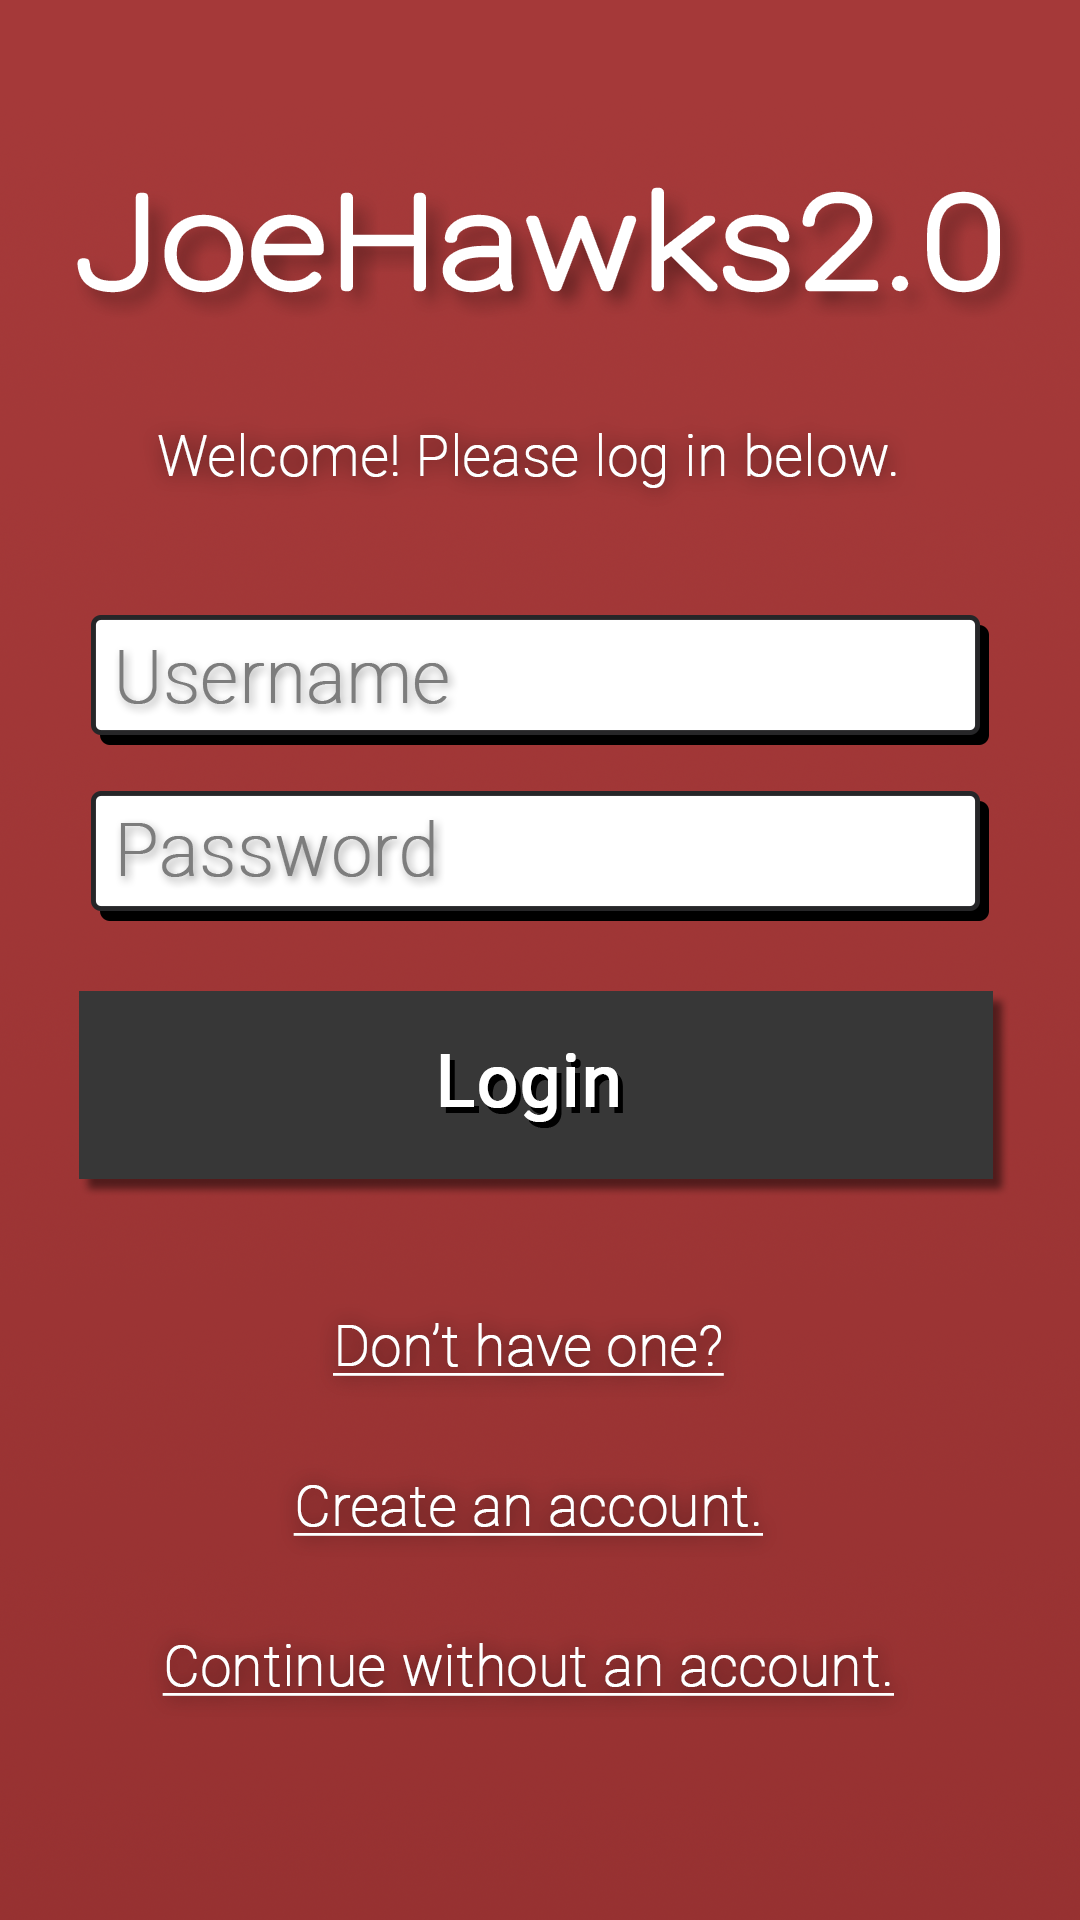 JoeHawks2.0
Welcome! Please log in below.
Username
Password
Login
Don’t have one?
Create an account.
Continue without an account.